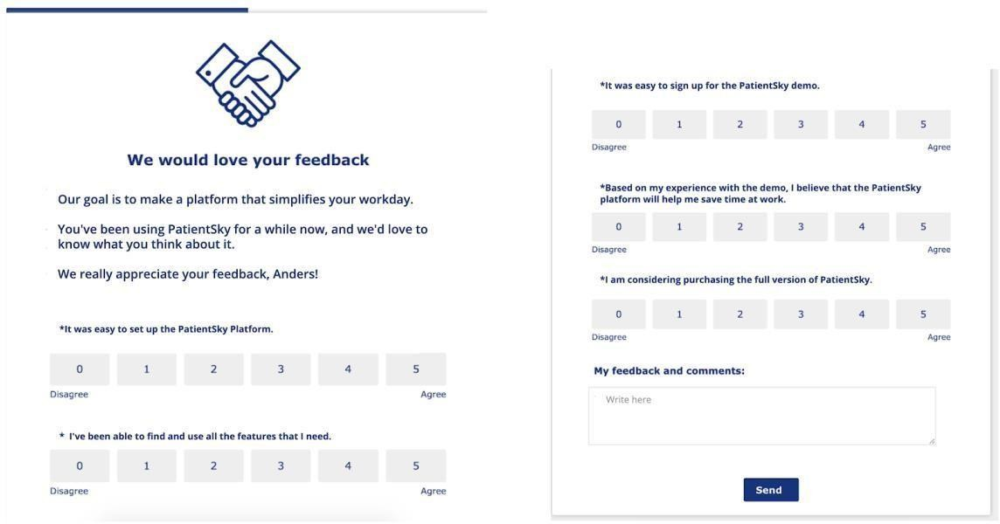 We would love your feedback
Our goal is to make a platform that simplifies your workday.
You've been using PatientSky for a while now, and we'd love to
know what you think about it.
We really appreciate your feedback, Anders!
*It was easy to set up the PatientSky Platform.
0 1 2 3 4 5
Disagree Agree
* I've been able to find and use all the features that I need.
0 1 2 3 4 5
Disagree Agree
*It was easy to sign up for the PatientSky demo.
0 1 2 3 4 5
Disagree Agree
*Based on my experience with the demo, I believe that the PatientSky
platform will help me save time at work.
0 1 2 3 4 5
Disagree Agree
*I am considering purchasing the full version of PatientSky.
0 1 2 3 4 5
Disagree Agree
My feedback and comments:
Write here
Send